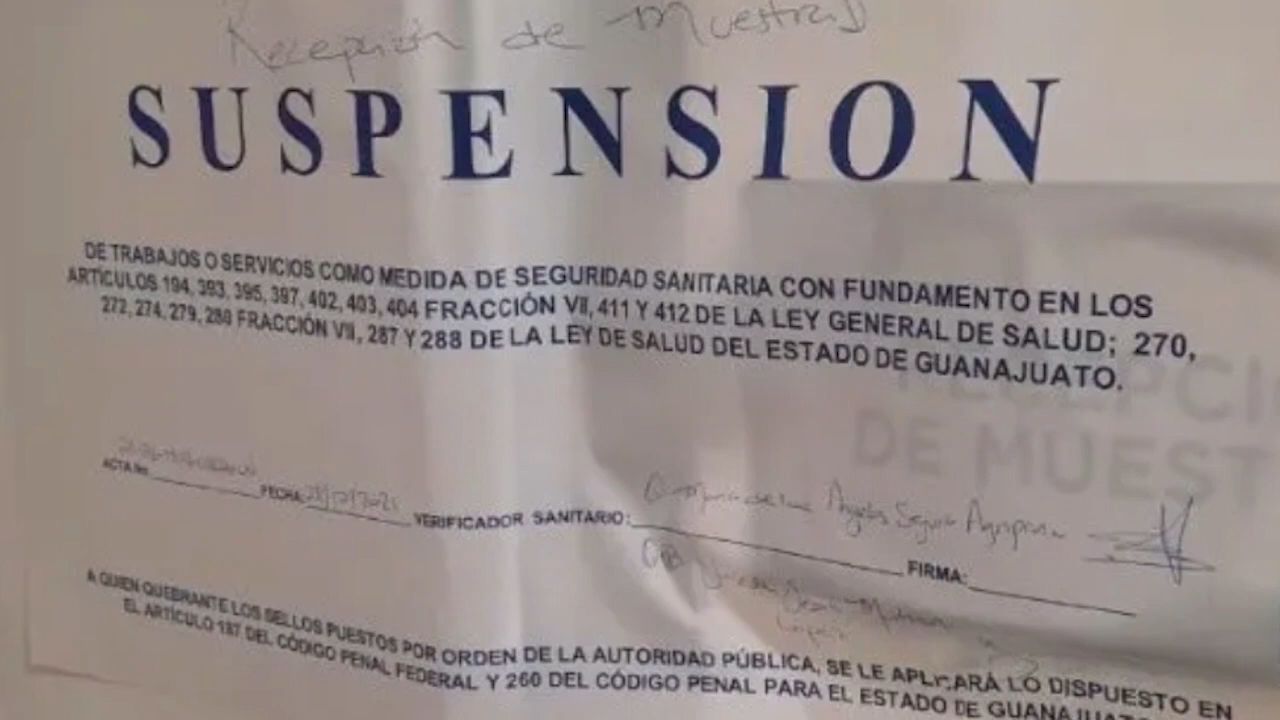 Recepción de Muestras
SUSPENSION
DE TRABAJOS O SERVICIOS COMO MEDIDA DE SEGURIDAD SANITARIA CON FUNDAMENTO EN LOS
ARTÍCULOS 194, 393, 395, 397, 402, 403, 404 FRACCIÓN VII, 411 Y 412 DE LA LEY GENERAL DE SALUD; 270,
272, 274, 279, 280 FRACCIÓN VII, 287 Y 288 DE LA LEY DE SALUD DEL ESTADO DE GUANAJUATO.
DE MUEST
ACTA No. FECHA: VERIFICADOR SANITARIO: Angeles Segura FIRMA:
A QUIEN QUEBRANTE LOS SELLOS PUESTOS POR ORDEN DE LA AUTORIDAD PÚBLICA, SE LE APLICARÁ LO DISPUESTO EN
EL ARTÍCULO 187 DEL CÓDIGO PENAL FEDERAL Y 260 DEL CÓDIGO PENAL PARA EL ESTADO DE GUANAJUATO